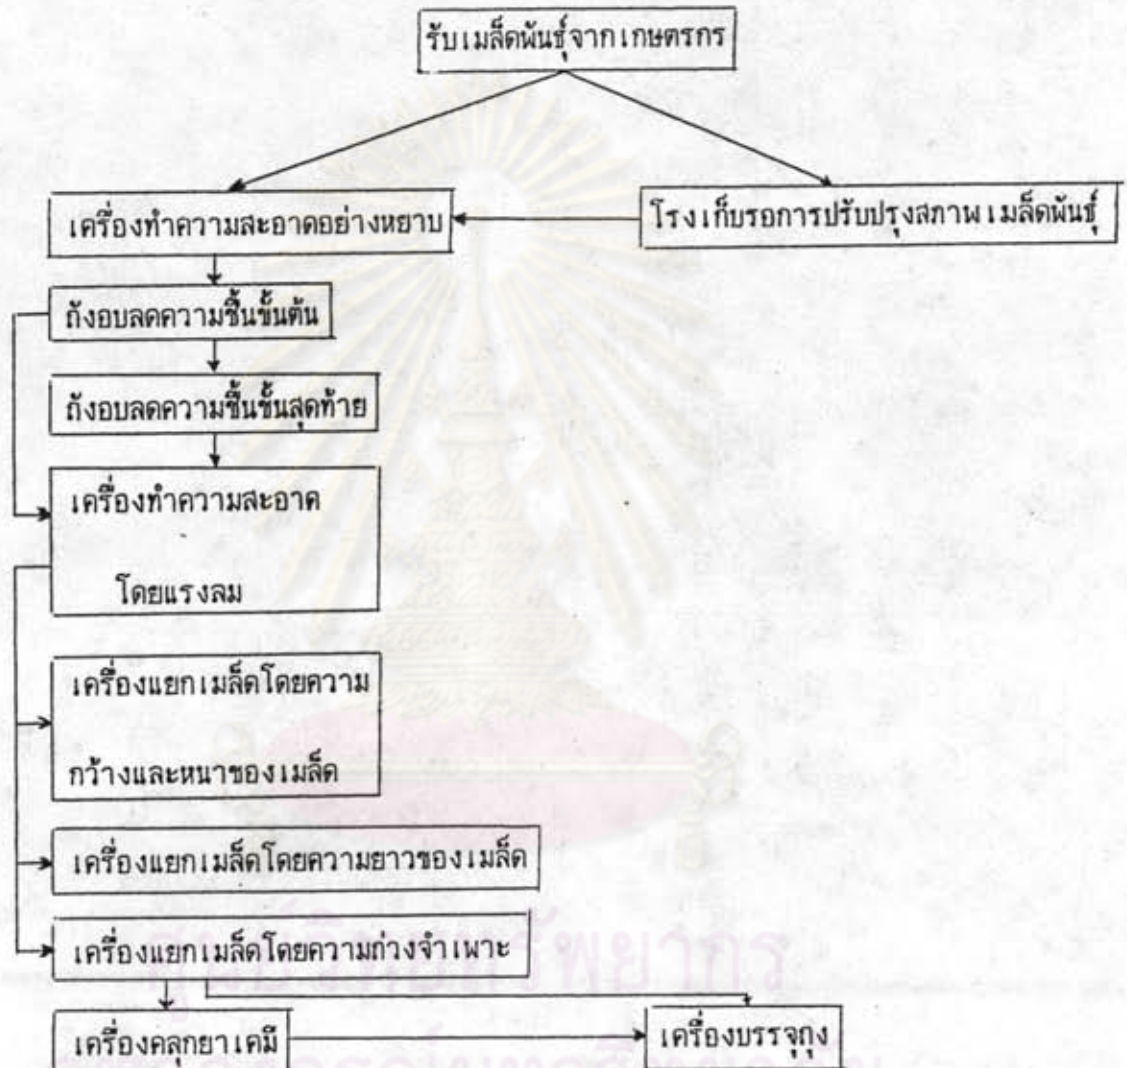 รับเมล็ดพันธุ์จากเกษตรกร
เครื่องทำความสะอาดอย่างหยาบ
โรงเก็บรอการปรับปรุงสภาพเมล็ดพันธุ์
ถังอบลดความชื้นขั้นต้น
ถังอบลดความชื้นขั้นสุดท้าย
เครื่องทำความสะอาด
โดยแรงลม
เครื่องแยกเมล็ดโดยความ
กว้างและหนาของเมล็ด
เครื่องแยกเมล็ดโดยความยาวของเมล็ด
เครื่องแยกเมล็ดโดยความถ่วงจำเพาะ
เครื่องคลุกยาเคมี
เครื่องบรรจุถุง